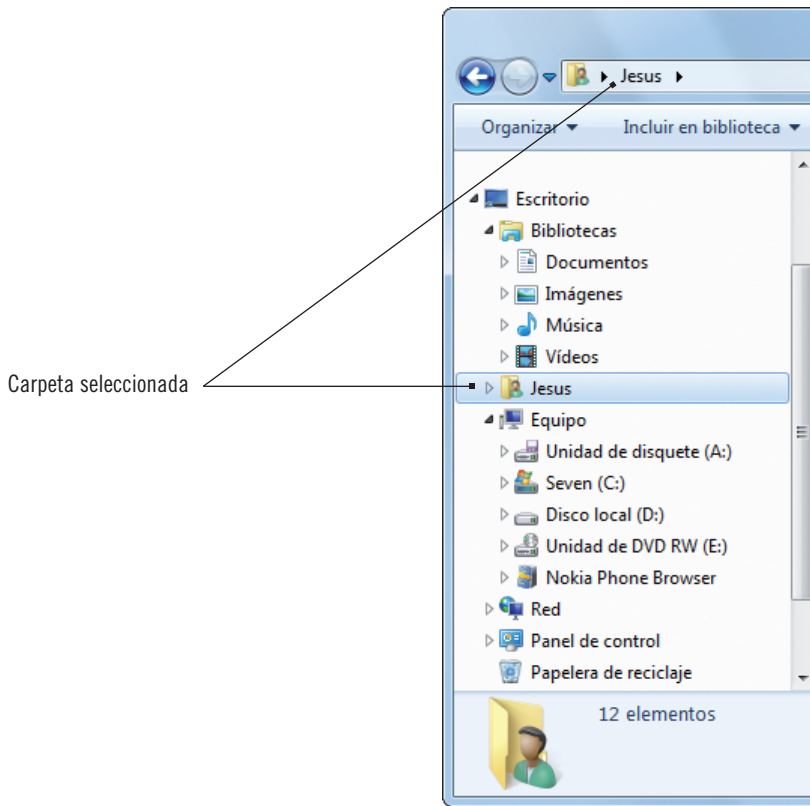 Jesus
Organizar Incluir en biblioteca
Escritorio
Bibliotecas
Documentos
Imágenes
Música
Vídeos
Carpeta seleccionada
Jesus
Equipo
Unidad de disquete (A:)
Seven (C:)
Disco local (D:)
Unidad de DVD RW (E:)
Nokia Phone Browser
Red
Panel de control
Papelera de reciclaje
12 elementos